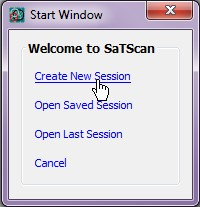 Start Window
Welcome to SaTScan
Create New Session
Open Saved Session
Open Last Session
Cancel